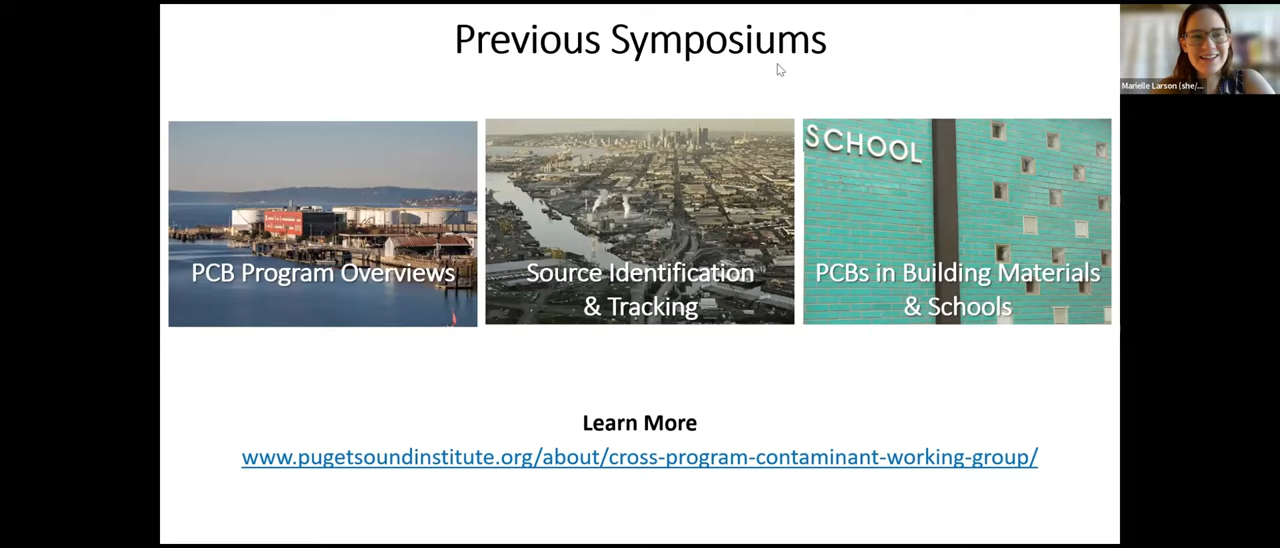 Previous Symposiums
Marielle Larson (she/...
SCHOOL
PCB Program Overviews
Source Identification
& Tracking
PCBs in Building Materials
& Schools
Learn More
www.pugetsoundinstitute.org/about/cross-program-contaminant-working-group/